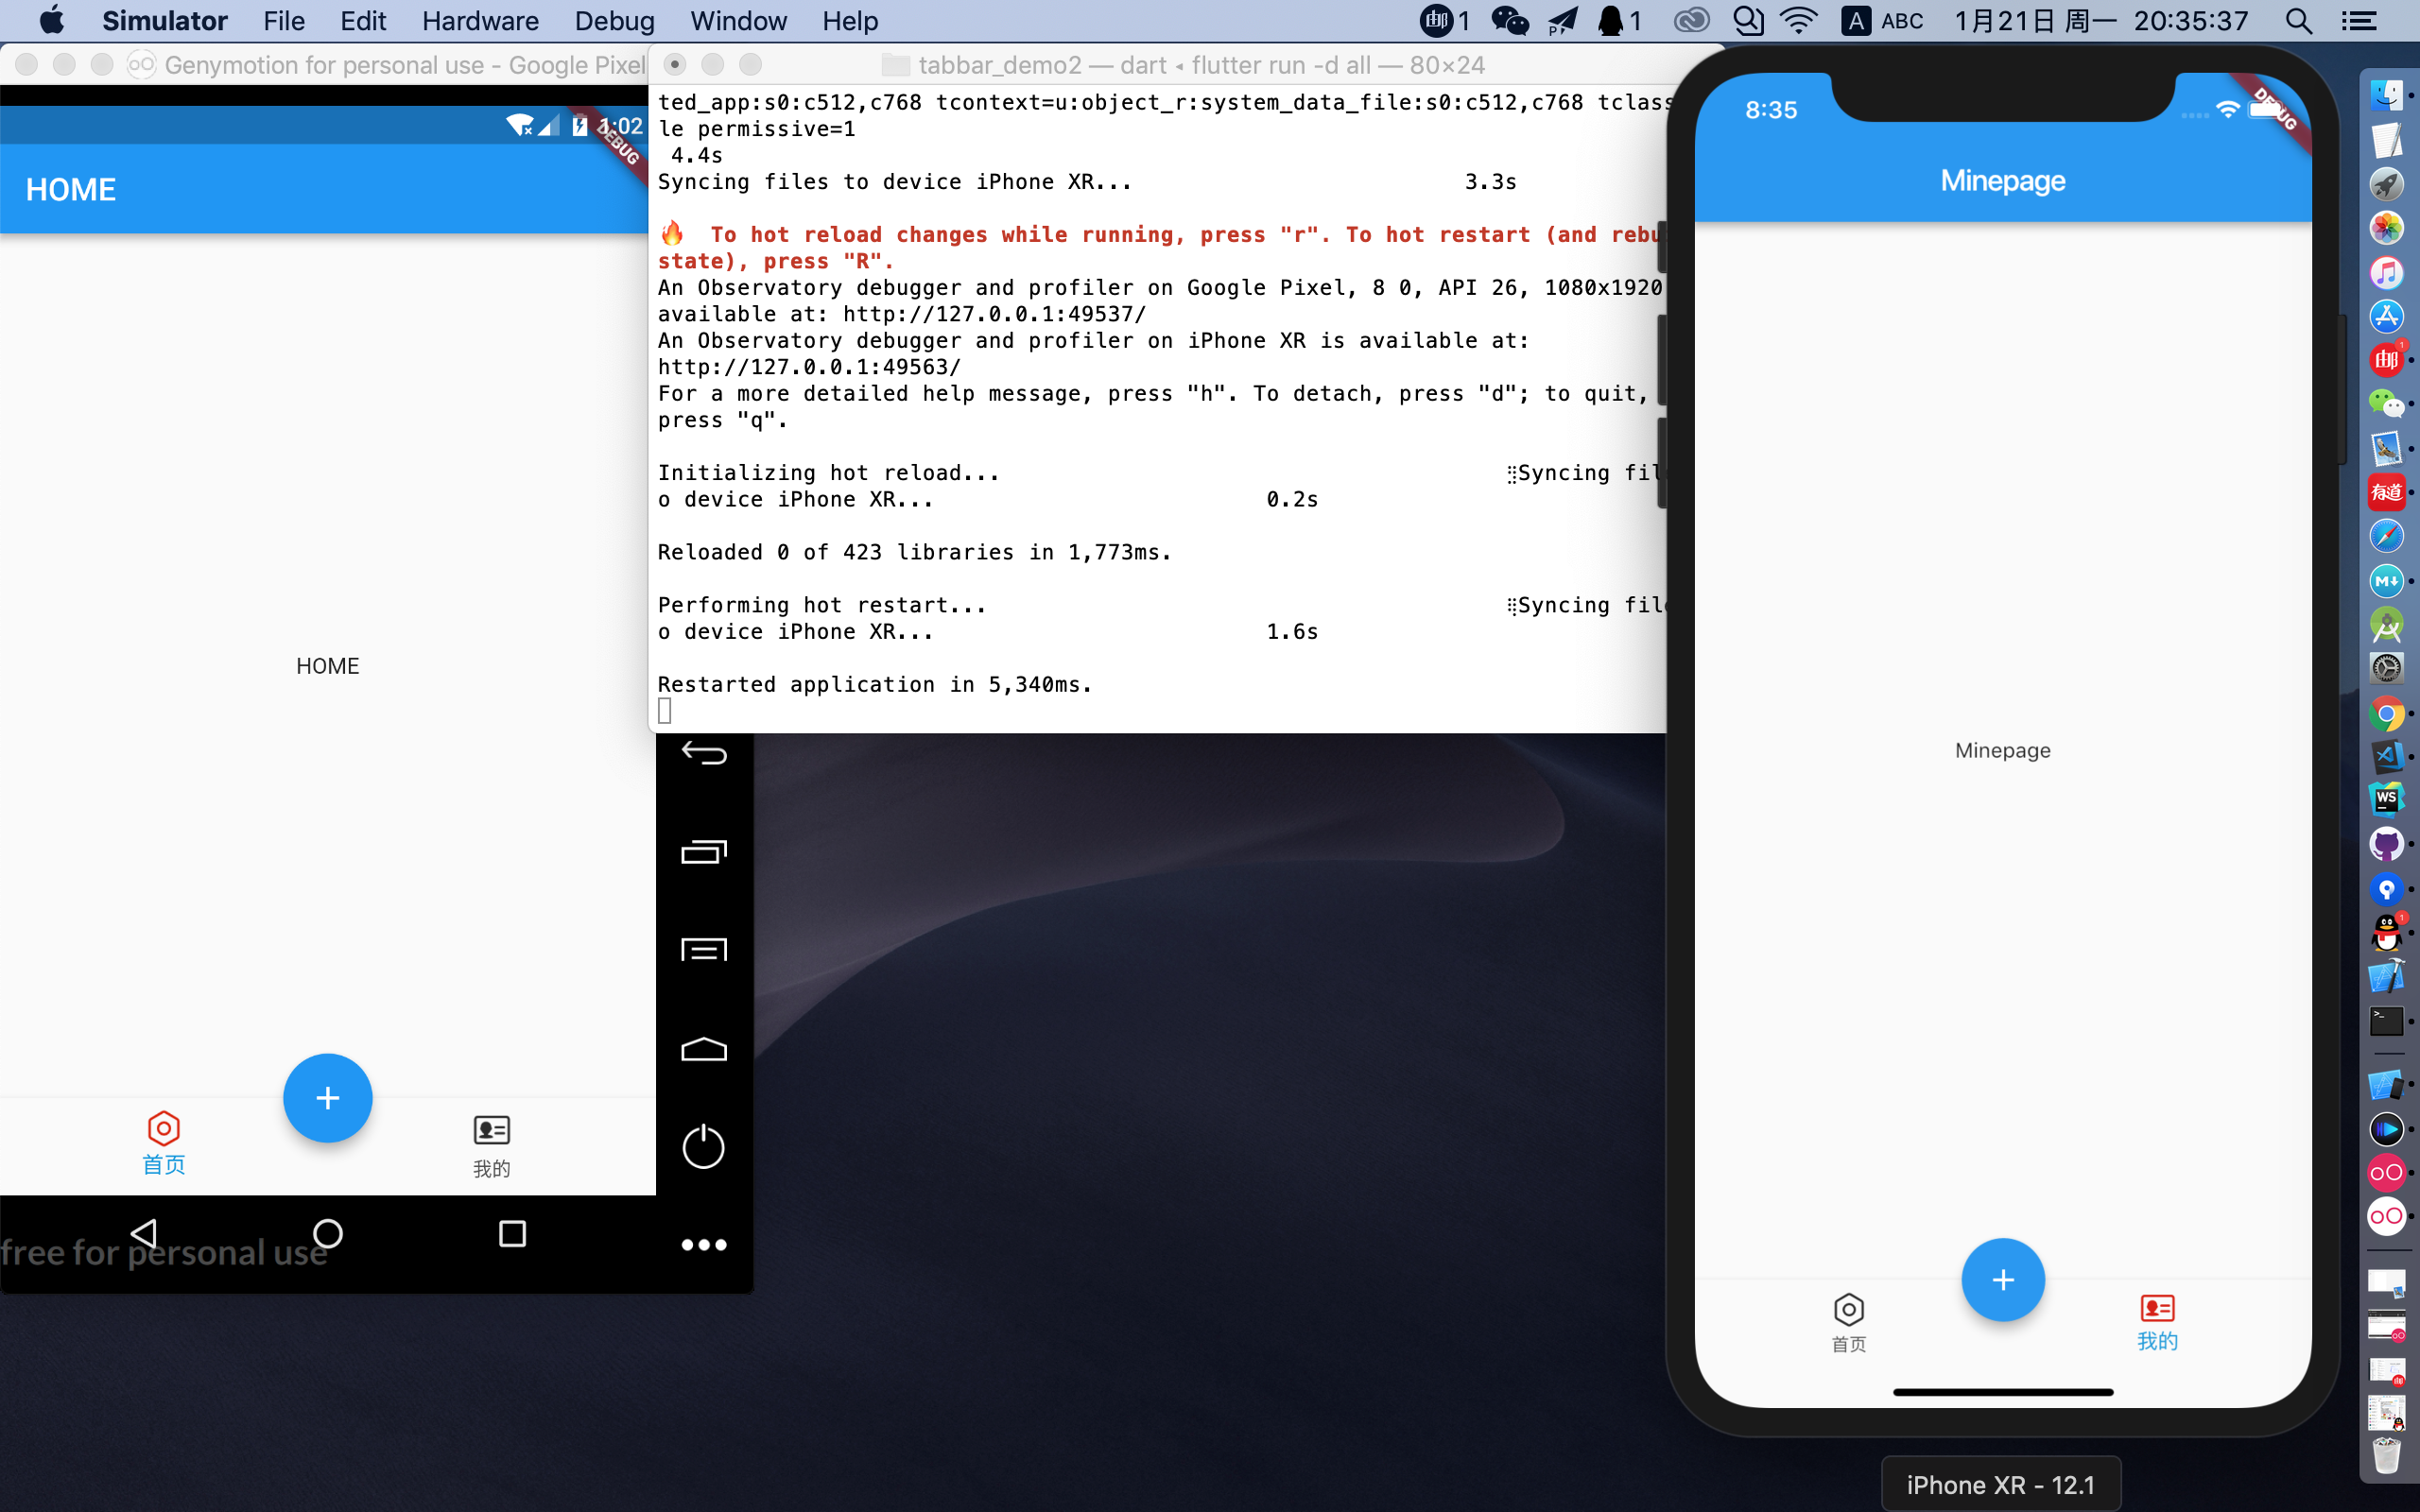 Simulator File Edit Hardware Debug Window Help
1 1 A ABC 1月21日 周一 20:35:37
Genymotion for personal use - Google Pixel
1:02
DEBUG
HOME
HOME
首页
我的
free for personal use
tabbar_demo2 — dart ◂ flutter run -d all — 80×24
ted_app:s0:c512,c768 tcontext=u:object_r:system_data_file:s0:c512,c768 tclass
le permissive=1
4.4s
Syncing files to device iPhone XR... 3.3s
🔥 To hot reload changes while running, press "r". To hot restart (and rebu
state), press "R".
An Observatory debugger and profiler on Google Pixel, 8 0, API 26, 1080x1920
available at: http://127.0.0.1:49537/
An Observatory debugger and profiler on iPhone XR is available at:
http://127.0.0.1:49563/
For a more detailed help message, press "h". To detach, press "d"; to quit,
press "q".
Initializing hot reload... ⣿Syncing fil
o device iPhone XR... 0.2s
Reloaded 0 of 423 libraries in 1,773ms.
Performing hot restart... ⣿Syncing file
o device iPhone XR... 1.6s
Restarted application in 5,340ms.
8:35
DEBUG
Minepage
Minepage
首页
我的
iPhone XR - 12.1
邮
有道
M↓
WS